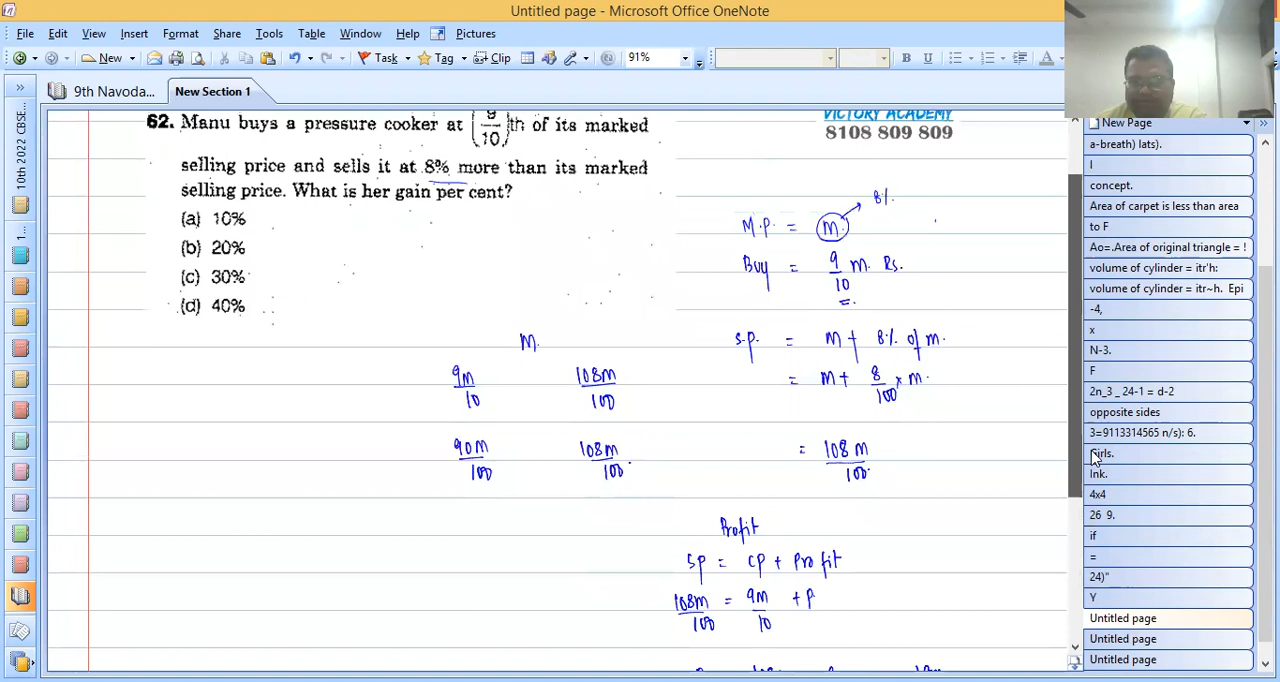 Untitled page - Microsoft Office OneNote
File Edit View Insert Format Share Tools Table Window Help Pictures
New Task Tag Clip 91% B U A
9th Navoda... New Section 1
10th 2022 CBSE
1...
New Page
a-breath) lats).
l
concept.
Area of carpet is less than area
to F
Ao=.Area of original triangle = !
volume of cylinder = itr'h:
volume of cylinder = itr~h. Epi
-4,
x
N-3.
F
2n_3 _ 24-1 = d-2
opposite sides
3=9113314565 n/s): 6.
Girls.
Ink.
4x4
26 9.
if
=
24)"
Y
Untitled page
Untitled page
Untitled page
VICTORY ACADEMY
8108 809 809
62. Manu buys a pressure cooker at (9/10)th of its marked
selling price and sells it at 8% more than its marked
selling price. What is her gain per cent?
(a) 10%
(b) 20%
(c) 30%
(d) 40%
8%
M.P. = m.
Buy = 9/10 m. Rs.
S.P. = m + 8% of m.
= m + 8/100 x m.
= 108m/100.
m.
9m/10 108m/100
90m/100 108m/100.
Profit
SP = CP + Profit
108m/100 = 9m/10 + P